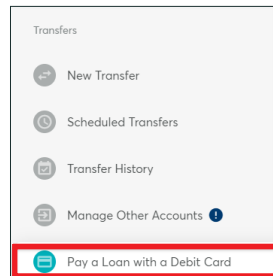 Transfers
New Transfer
Scheduled Transfers
Transfer History
Manage Other Accounts !
Pay a Loan with a Debit Card